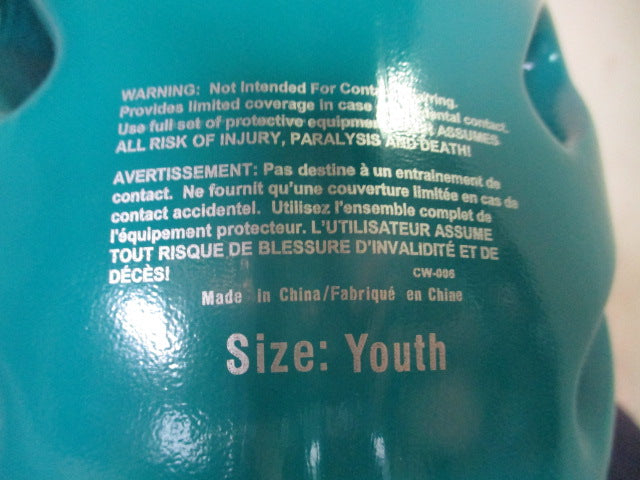 WARNING: Not Intended For
Provides limited coverage in case contact.
Use full set of protective ASSUMES
ALL RISK OF INJURY, PARALYSIS AND DEATH!
AVERTISSEMENT: Pas destine à un entrainement de
contact. Ne fournit qu'une couverture limitée en cas de
contact accidentel. Utilisez l'ensemble complet de
l'équipement protecteur. L'UTILISATEUR ASSUME
TOUT RISQUE DE BLESSURE D'INVALIDITÉ ET DE
DÉCÈS!
CW-006
Made in China/Fabriqué en Chine
Size: Youth